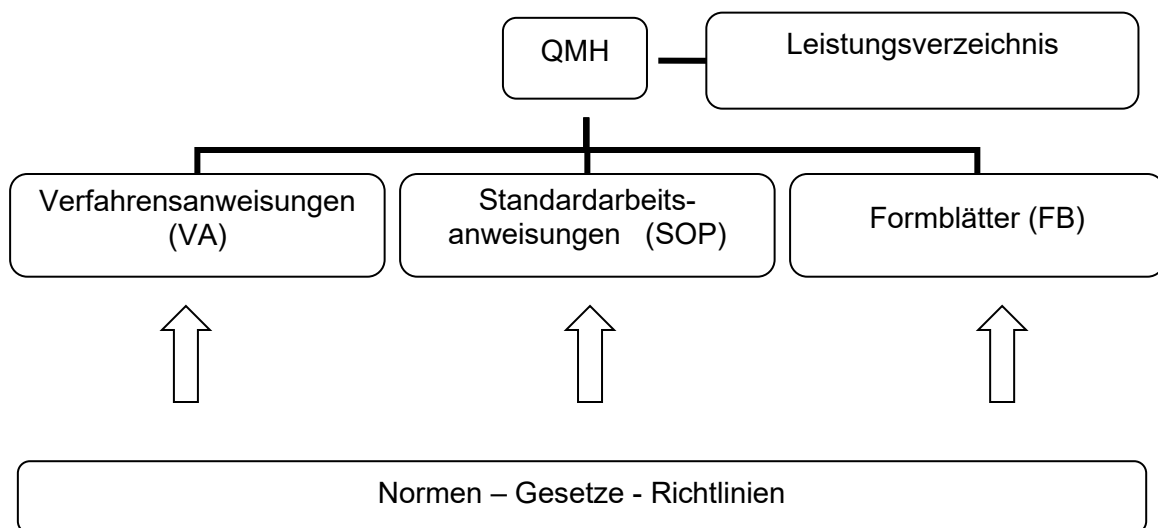 QMH
Leistungsverzeichnis
Verfahrensanweisungen
(VA)
Standardarbeits-
anweisungen (SOP)
Formblätter (FB)
Normen – Gesetze - Richtlinien